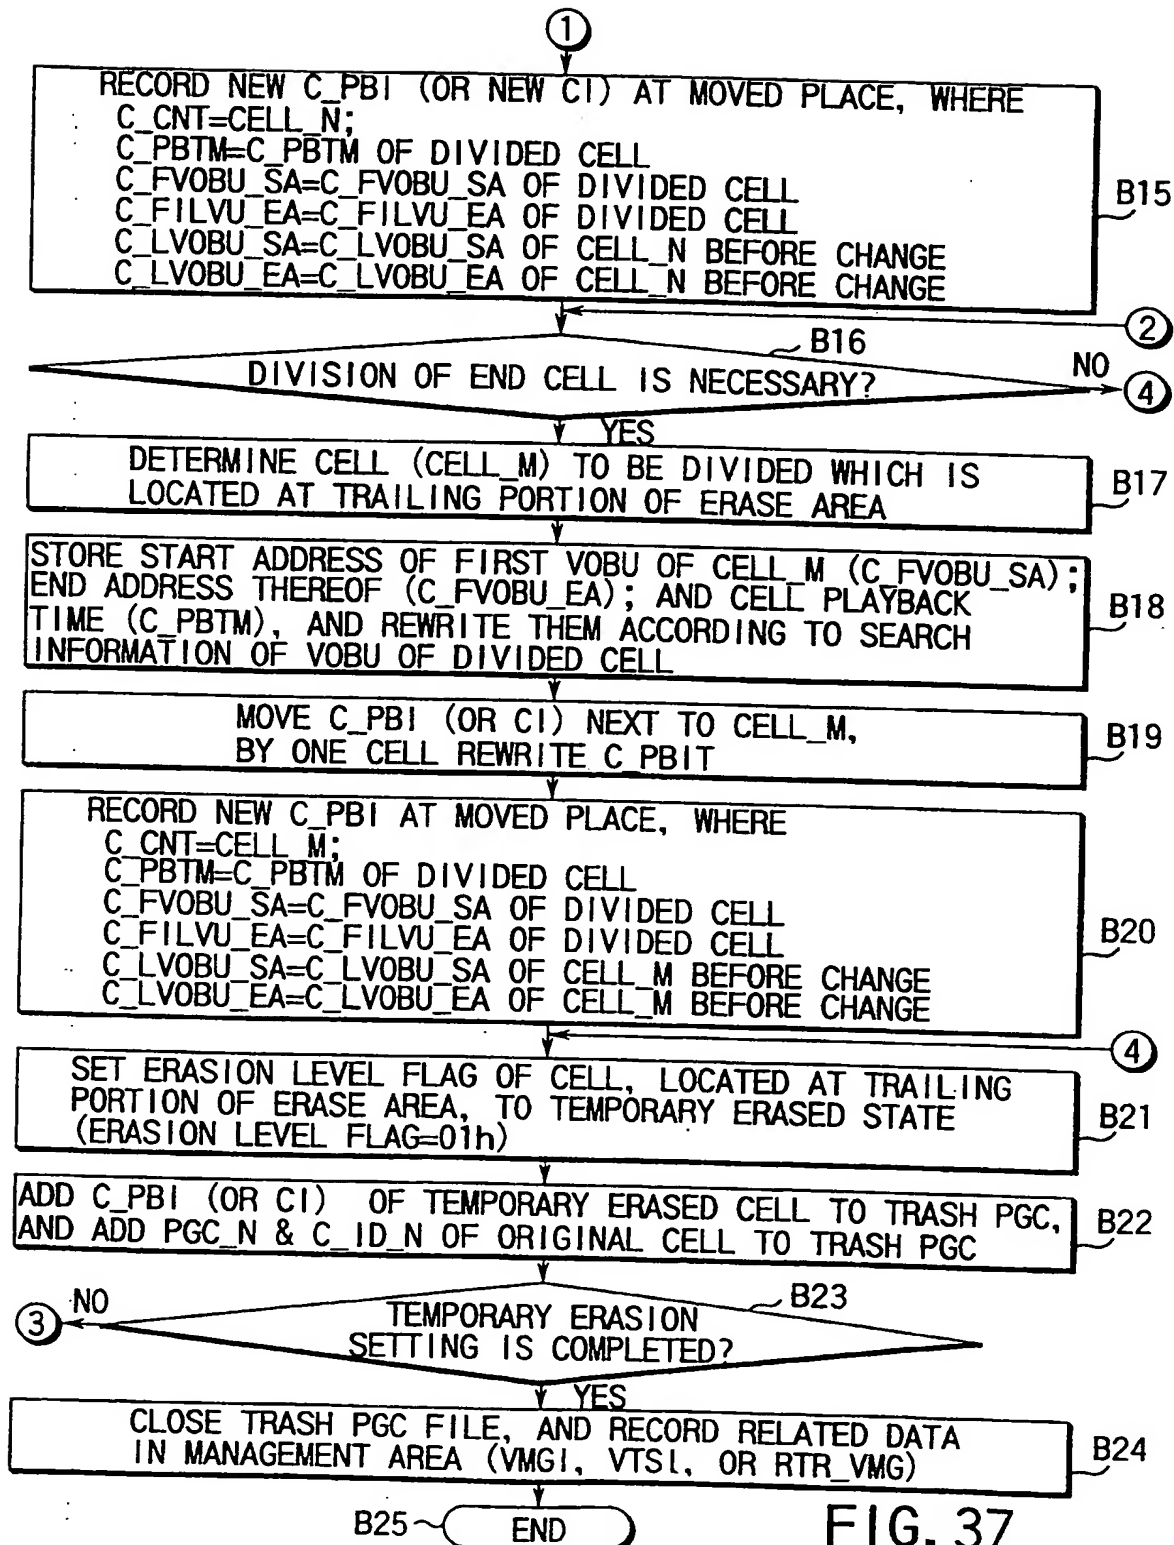 1
RECORD NEW C_PBI (OR NEW CI) AT MOVED PLACE, WHERE
C_CNT=CELL_N;
C_PBTM=C_PBTM OF DIVIDED CELL
C_FVOBU_SA=C_FVOBU_SA OF DIVIDED CELL
C_FILVU_EA=C_FILVU_EA OF DIVIDED CELL
C_LVOBU_SA=C_LVOBU_SA OF CELL_N BEFORE CHANGE
C_LVOBU_EA=C_LVOBU_EA OF CELL_N BEFORE CHANGE
B15
2
B16
DIVISION OF END CELL IS NECESSARY?
NO
4
YES
DETERMINE CELL (CELL_M) TO BE DIVIDED WHICH IS
LOCATED AT TRAILING PORTION OF ERASE AREA
B17
STORE START ADDRESS OF FIRST VOBU OF CELL_M (C_FVOBU_SA);
END ADDRESS THEREOF (C_FVOBU_EA); AND CELL PLAYBACK
TIME (C_PBTM), AND REWRITE THEM ACCORDING TO SEARCH
INFORMATION OF VOBU OF DIVIDED CELL
B18
MOVE C_PBI (OR CI) NEXT TO CELL_M,
BY ONE CELL REWRITE C_PBIT
B19
RECORD NEW C_PBI AT MOVED PLACE, WHERE
C_CNT=CELL_M;
C_PBTM=C_PBTM OF DIVIDED CELL
C_FVOBU_SA=C_FVOBU_SA OF DIVIDED CELL
C_FILVU_EA=C_FILVU_EA OF DIVIDED CELL
C_LVOBU_SA=C_LVOBU_SA OF CELL_M BEFORE CHANGE
C_LVOBU_EA=C_LVOBU_EA OF CELL_M BEFORE CHANGE
B20
4
SET ERASION LEVEL FLAG OF CELL, LOCATED AT TRAILING
PORTION OF ERASE AREA, TO TEMPORARY ERASED STATE
(ERASION LEVEL FLAG=01h)
B21
ADD C_PBI (OR CI) OF TEMPORARY ERASED CELL TO TRASH PGC,
AND ADD PGC_N & C_ID_N OF ORIGINAL CELL TO TRASH PGC
B22
B23
3
NO
TEMPORARY ERASION
SETTING IS COMPLETED?
YES
CLOSE TRASH PGC FILE, AND RECORD RELATED DATA
IN MANAGEMENT AREA (VMGI, VTSI, OR RTR_VMG)
B24
B25
END
FIG. 37